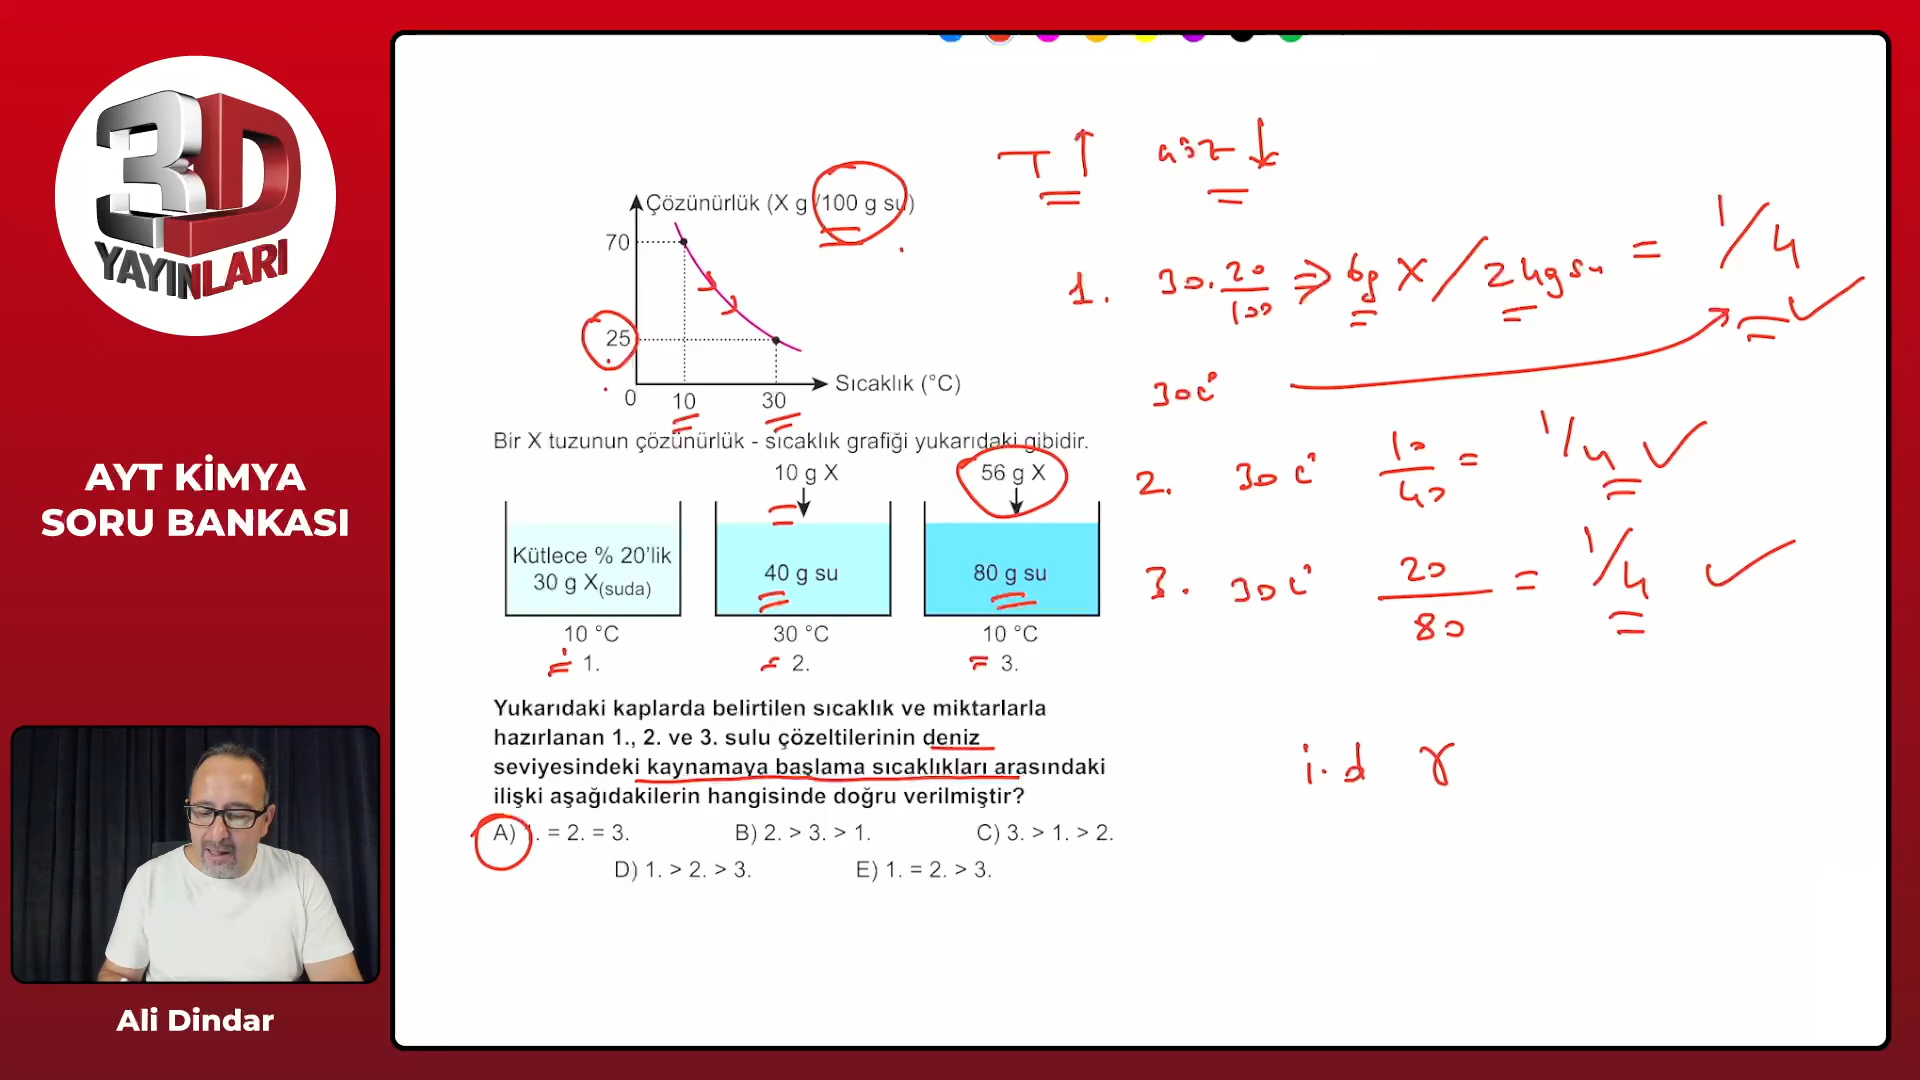 3D
YAYINLARI
AYT KİMYA
SORU BANKASI
Ali Dindar
Çözünürlük (X g /100 g su)
70
25
0
10
30
Sıcaklık (°C)
Bir X tuzunun çözünürlük - sıcaklık grafiği yukarıdaki gibidir.
10 g X
56 g X
Kütlece % 20'lik
30 g X(suda)
40 g su
80 g su
10 °C
30 °C
10 °C
1.
2.
3.
Yukarıdaki kaplarda belirtilen sıcaklık ve miktarlarla
hazırlanan 1., 2. ve 3. sulu çözeltilerinin deniz
seviyesindeki kaynamaya başlama sıcaklıkları arasındaki
ilişki aşağıdakilerin hangisinde doğru verilmiştir?
A) 1. = 2. = 3.
B) 2. > 3. > 1.
C) 3. > 1. > 2.
D) 1. > 2. > 3.
E) 1. = 2. > 3.
T ↑ çöz ↓
1. 30. 20/100 ⇒ 6g X / 24g su = 1/4
30 C°
2. 30 C° 10/40 = 1/4 ✓
3. 30 C° 20/80 = 1/4 ✓
i. d